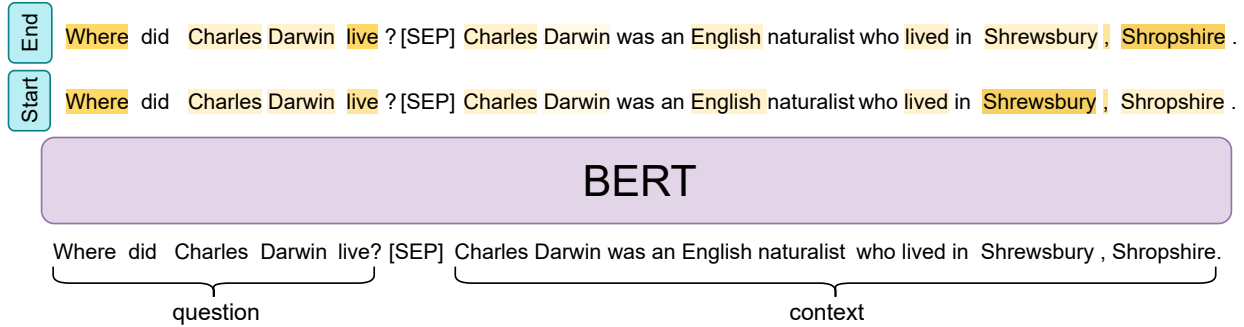 End Where did Charles Darwin live ? [SEP] Charles Darwin was an English naturalist who lived in Shrewsbury , Shropshire .
Start Where did Charles Darwin live ? [SEP] Charles Darwin was an English naturalist who lived in Shrewsbury , Shropshire .
BERT
Where did Charles Darwin live? [SEP] Charles Darwin was an English naturalist who lived in Shrewsbury , Shropshire.
question context